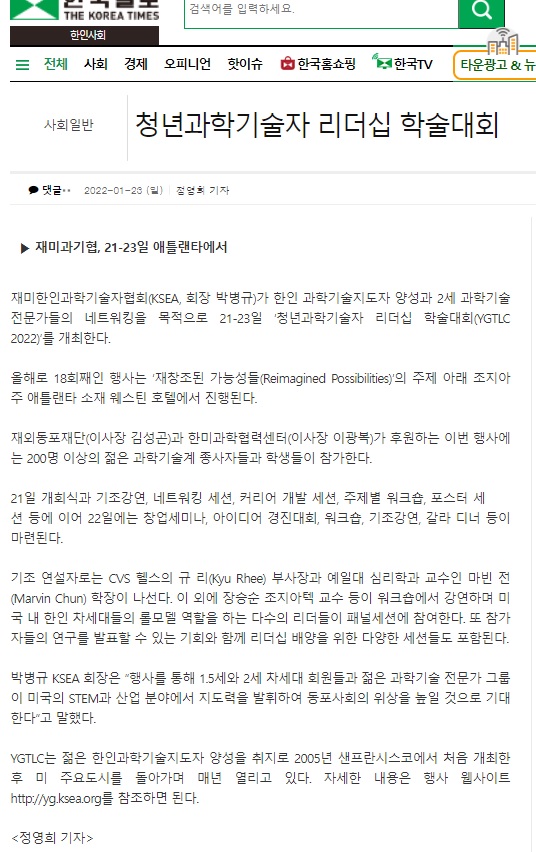 한국일보
THE KOREA TIMES
한인사회
검색어를 입력하세요.
전체 사회 경제 오피니언 핫이슈 한국홈쇼핑 한국TV
타운광고 & 뉴
사회일반
청년과학기술자 리더십 학술대회
댓글 2022-01-23 (일) 정영희 기자
▶ 재미과기협, 21-23일 애틀랜타에서
재미한인과학기술자협회(KSEA, 회장 박병규)가 한인 과학기술지도자 양성과 2세 과학기술
전문가들의 네트워킹을 목적으로 21-23일 ‘청년과학기술자 리더십 학술대회(YGTLC
2022)’를 개최한다.
올해로 18회째인 행사는 ‘재창조된 가능성들(Reimagined Possibilities)’의 주제 아래 조지아
주 애틀랜타 소재 웨스틴 호텔에서 진행된다.
재외동포재단(이사장 김성곤)과 한미과학협력센터(이사장 이광복)가 후원하는 이번 행사에
는 200명 이상의 젊은 과학기술계 종사자들과 학생들이 참가한다.
21일 개회식과 기조강연, 네트워킹 세션, 커리어 개발 세션, 주제별 워크숍, 포스터 세
션 등에 이어 22일에는 창업세미나, 아이디어 경진대회, 워크숍, 기조강연, 갈라 디너 등이
마련된다.
기조 연설자로는 CVS 헬스의 규 리(Kyu Rhee) 부사장과 예일대 심리학과 교수인 마빈 전
(Marvin Chun) 학장이 나선다. 이 외에 장승순 조지아텍 교수 등이 워크숍에서 강연하며 미
국 내 한인 차세대들의 롤모델 역할을 하는 다수의 리더들이 패널세션에 참여한다. 또 참가
자들의 연구를 발표할 수 있는 기회와 함께 리더십 배양을 위한 다양한 세션들도 포함된다.
박병규 KSEA 회장은 “행사를 통해 1.5세와 2세 차세대 회원들과 젊은 과학기술 전문가 그룹
이 미국의 STEM과 산업 분야에서 지도력을 발휘하여 동포사회의 위상을 높일 것으로 기대
한다”고 말했다.
YGTLC는 젊은 한인과학기술지도자 양성을 취지로 2005년 샌프란시스코에서 처음 개최한
후 미 주요도시를 돌아가며 매년 열리고 있다. 자세한 내용은 행사 웹사이트
http://yg.ksea.org를 참조하면 된다.
<정영희 기자>